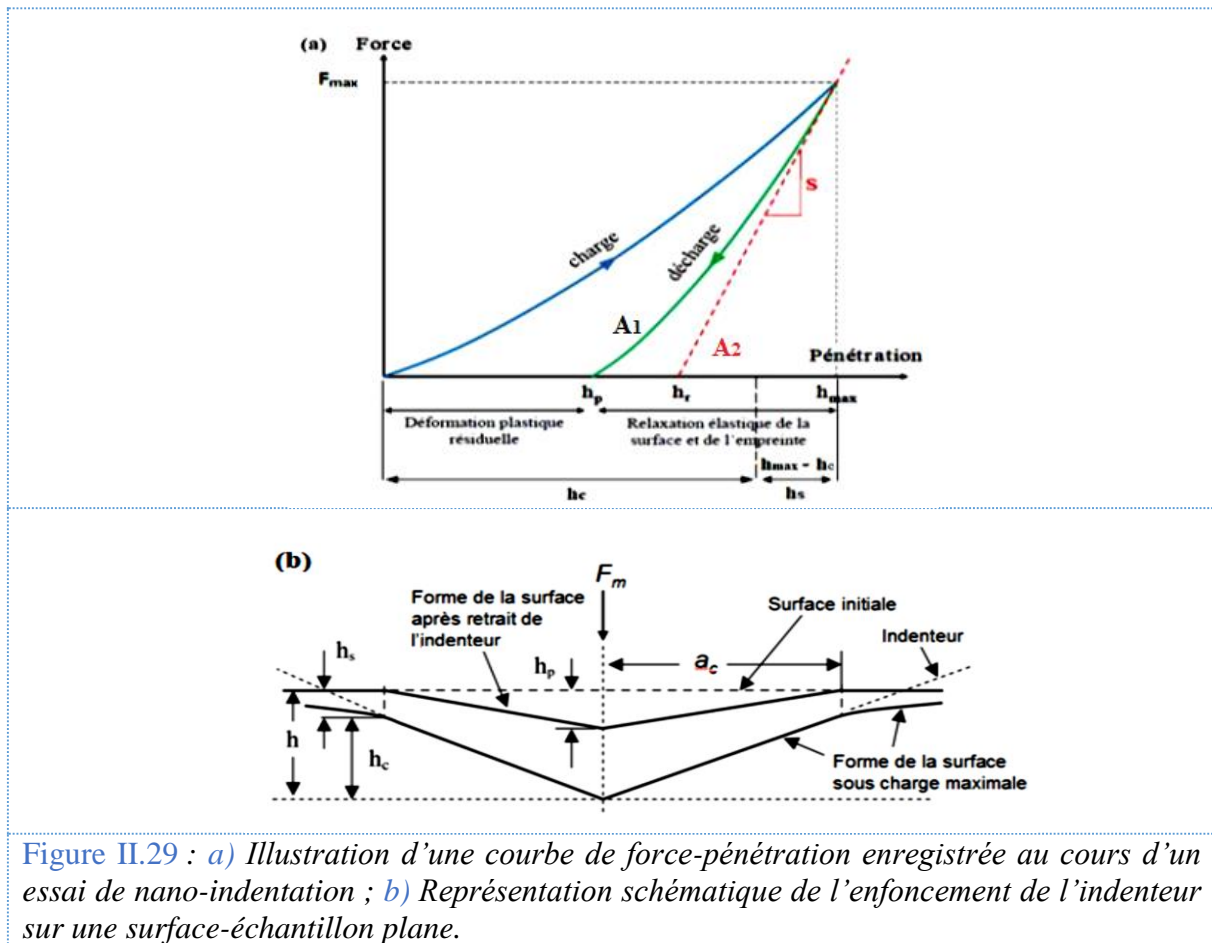 (a) Force
Fmax
charge
décharge
s
A1
A2
Pénétration
hp
hr
hmax
Déformation plastique
résiduelle
Relaxation élastique de la
surface et de l'empreinte
hmax - hc
hc
hs
(b)
Fm
Forme de la surface
après retrait de
l'indenteur
Surface initiale
Indenteur
hs
hp
ac
h
hc
Forme de la surface
sous charge maximale
Figure II.29 : a) Illustration d'une courbe de force-pénétration enregistrée au cours d'un
essai de nano-indentation ; b) Représentation schématique de l'enfoncement de l'indenteur
sur une surface-échantillon plane.